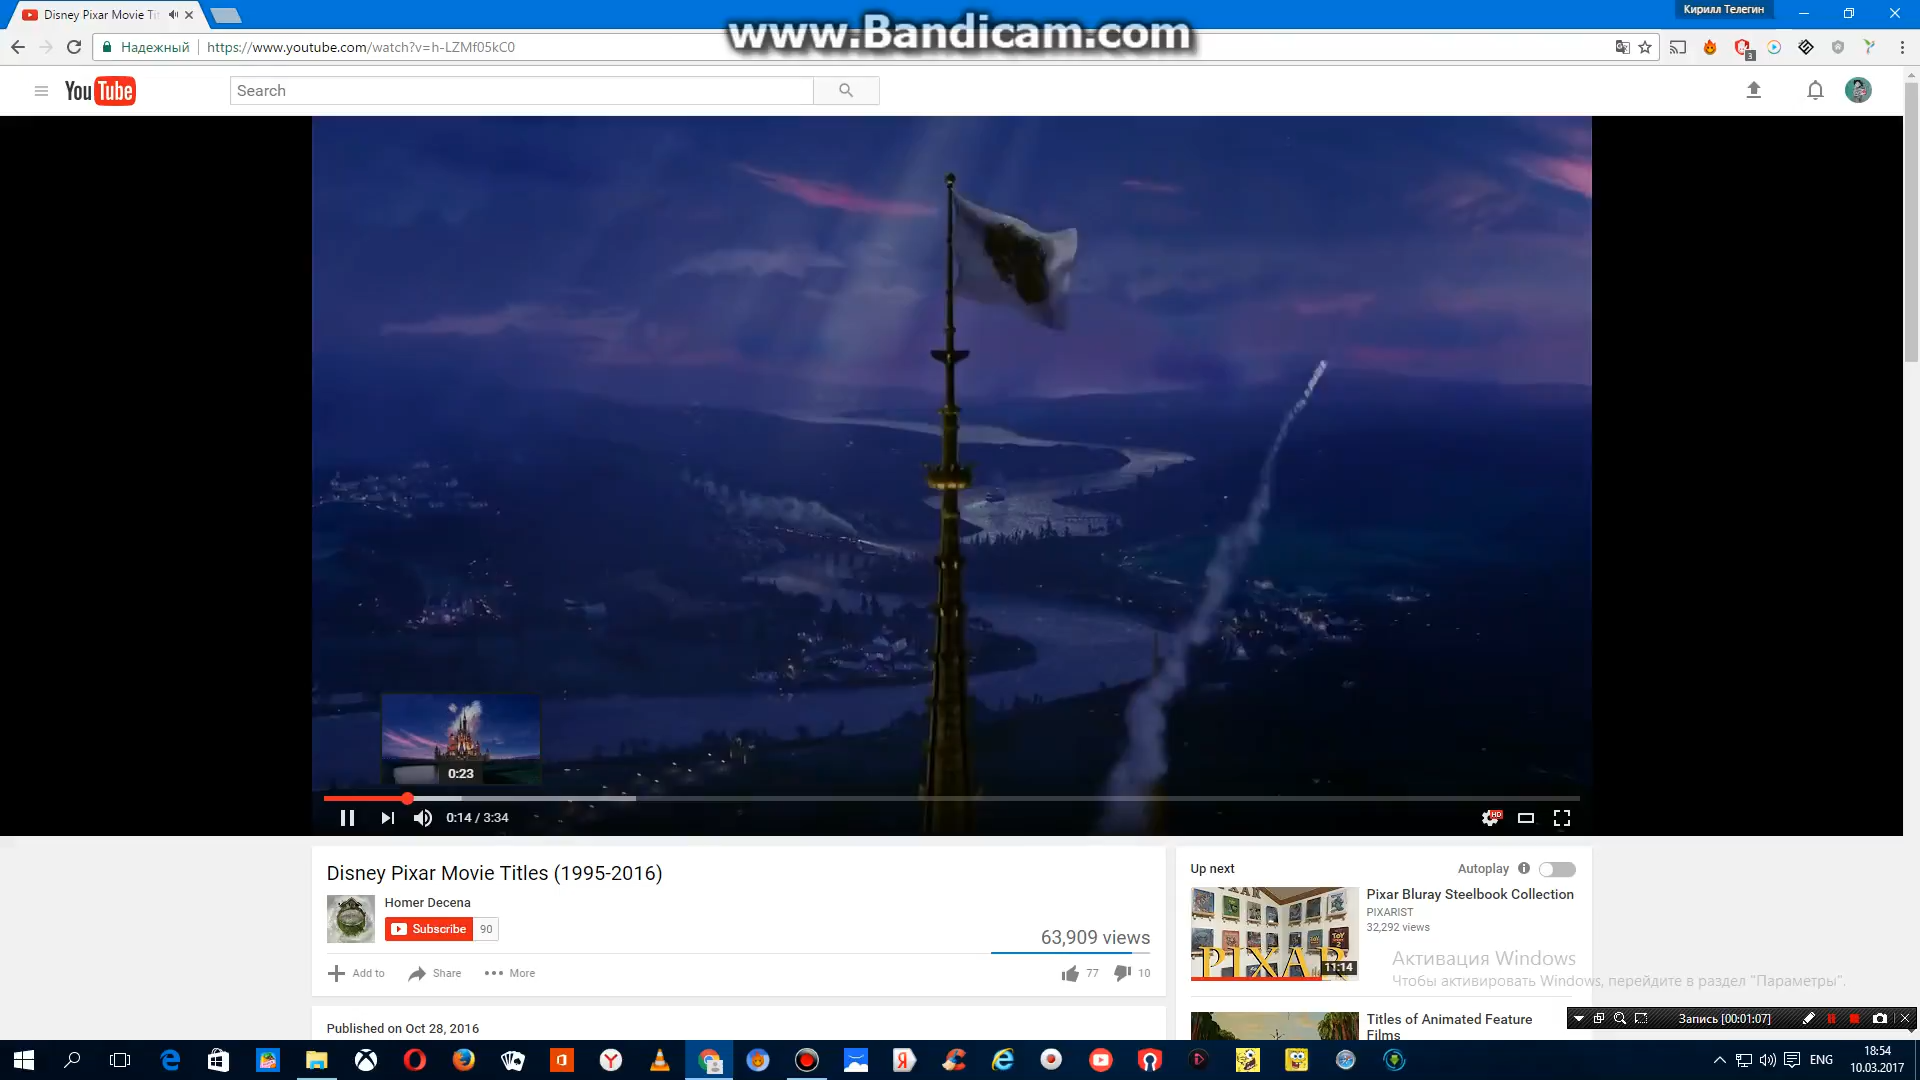 Disney Pixar Movie Tit
Кирилл Телегин
www.Bandicam.com
Надежный
https://www.youtube.com/watch?v=h-LZMf05kC0
3
YouTube
Search
0:23
0:14 / 3:34
HD
Disney Pixar Movie Titles (1995-2016)
Homer Decena
Subscribe 90
63,909 views
Add to Share More
77 10
Published on Oct 28, 2016
Up next
Autoplay
Pixar Bluray Steelbook Collection
PIXARIST
32,292 views
PIXAR
11:14
Активация Windows
Чтобы активировать Windows, перейдите в раздел "Параметры".
Titles of Animated Feature
Films
Запись [00:01:07]
ENG
18:54
10.03.2017